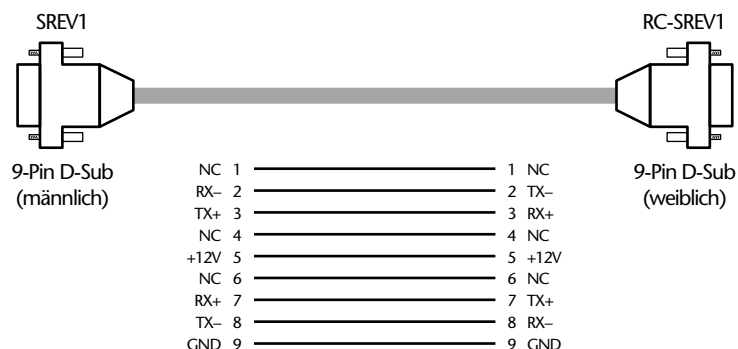 SREV1
RC-SREV1
9-Pin D-Sub
(männlich)
9-Pin D-Sub
(weiblich)
NC 1 1 NC
RX– 2 2 TX–
TX+ 3 3 RX+
NC 4 4 NC
+12V 5 5 +12V
NC 6 6 NC
RX+ 7 7 TX+
TX– 8 8 RX–
GND 9 9 GND